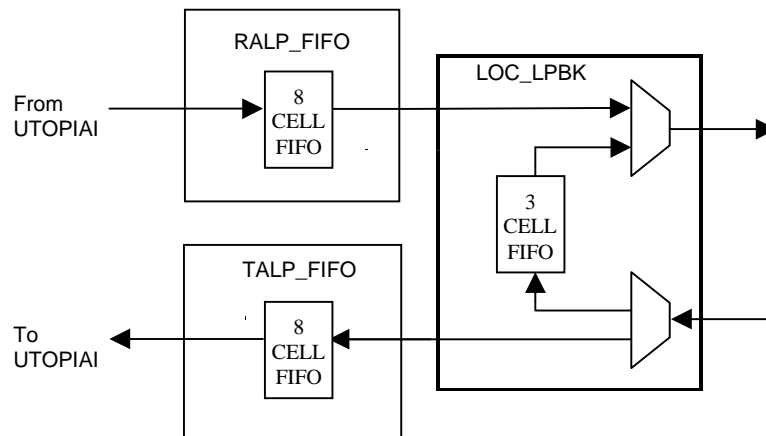 RALP_FIFO
LOC_LPBK
From
UTOPIAI
8
CELL
FIFO
3
CELL
FIFO
TALP_FIFO
To
UTOPIAI
8
CELL
FIFO